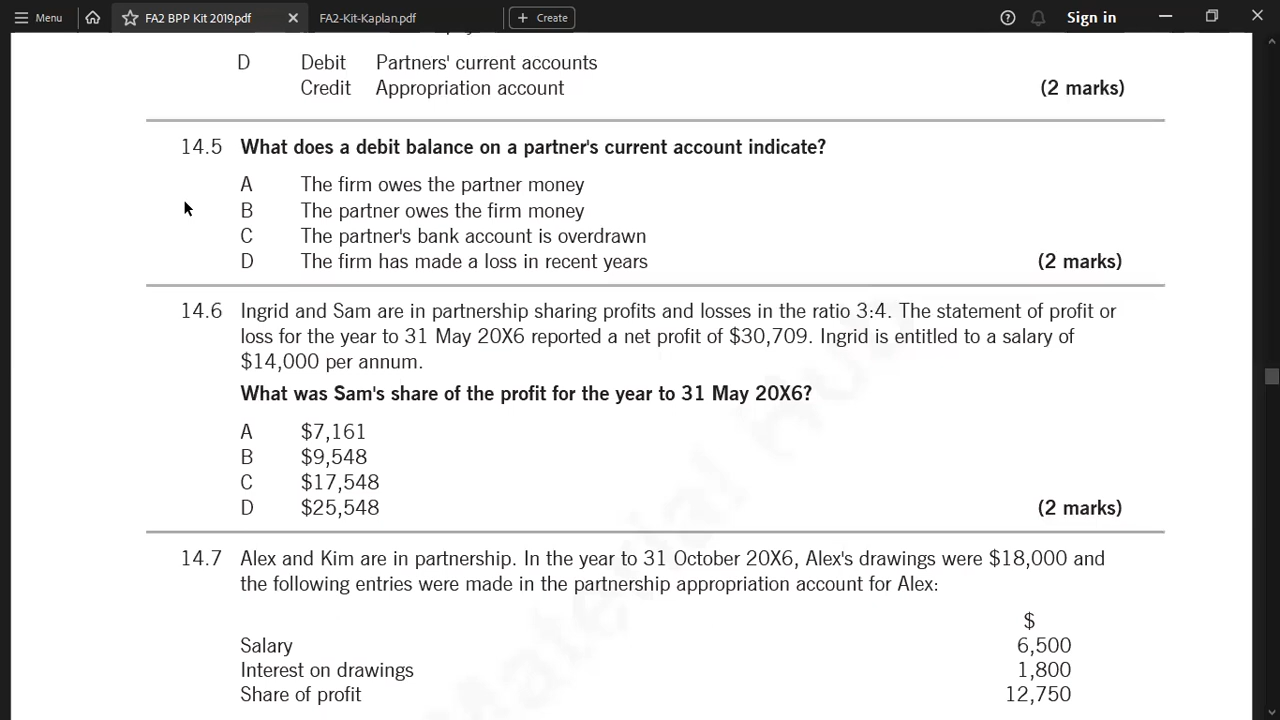 Menu FA2 BPP Kit 2019.pdf FA2-Kit-Kaplan.pdf + Create Sign in
D Debit Partners' current accounts
Credit Appropriation account (2 marks)
14.5 What does a debit balance on a partner's current account indicate?
A The firm owes the partner money
B The partner owes the firm money
C The partner's bank account is overdrawn
D The firm has made a loss in recent years (2 marks)
14.6 Ingrid and Sam are in partnership sharing profits and losses in the ratio 3:4. The statement of profit or
loss for the year to 31 May 20X6 reported a net profit of $30,709. Ingrid is entitled to a salary of
$14,000 per annum.
What was Sam's share of the profit for the year to 31 May 20X6?
A $7,161
B $9,548
C $17,548
D $25,548 (2 marks)
14.7 Alex and Kim are in partnership. In the year to 31 October 20X6, Alex's drawings were $18,000 and
the following entries were made in the partnership appropriation account for Alex:
$
Salary 6,500
Interest on drawings 1,800
Share of profit 12,750